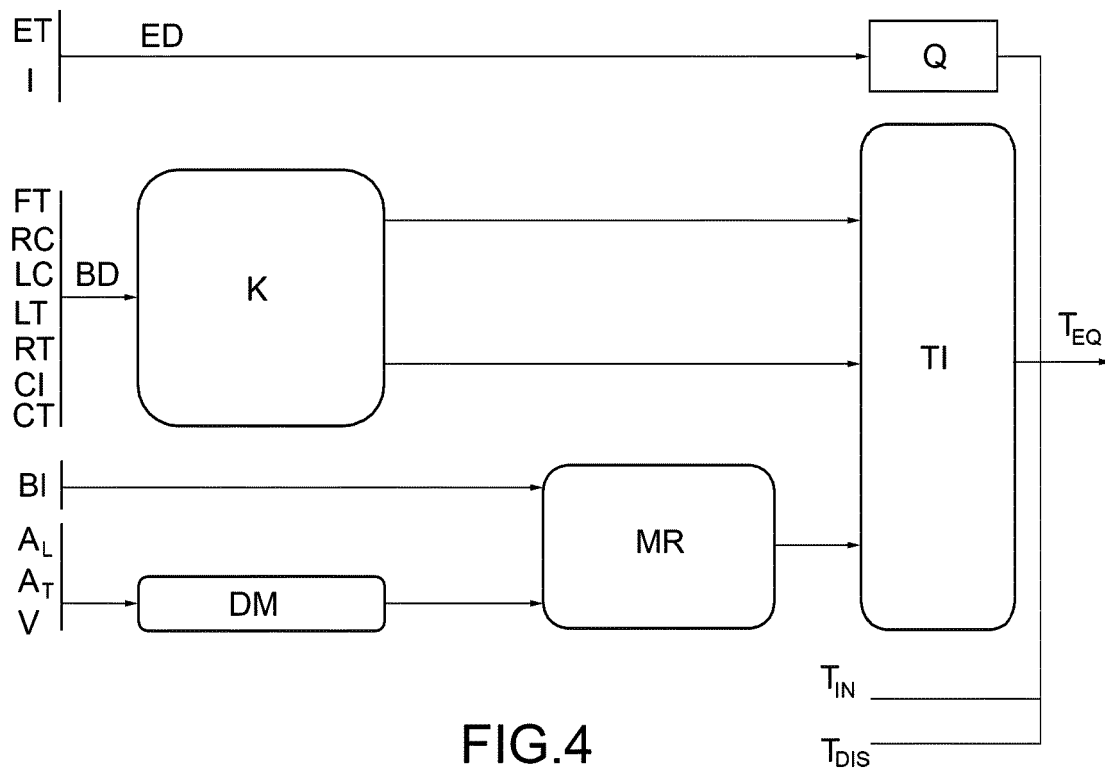 ET
ED
Q
I
FT
RC
LC
BD
K
LT
RT
CI
CT
TI
T_EQ
BI
MR
A_L
A_T
DM
V
T_IN
T_DIS
FIG.4